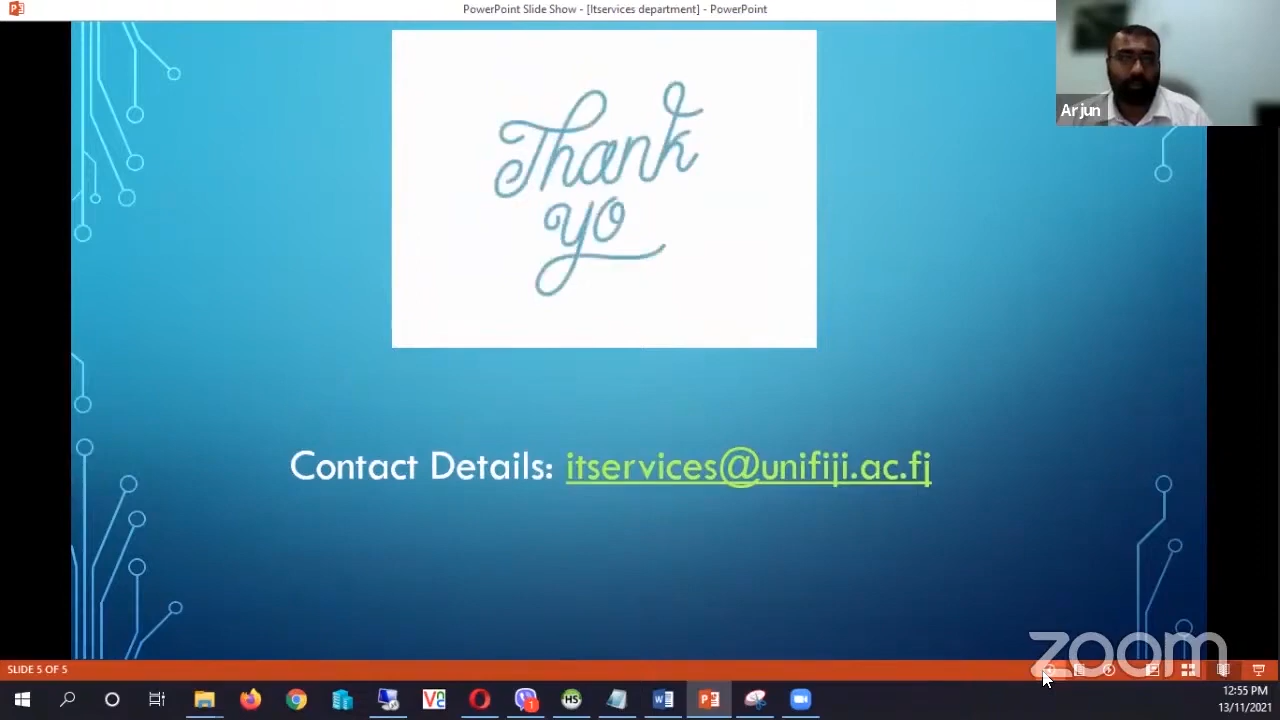 PowerPoint Slide Show - [Itservices department] - PowerPoint
Arjun
Thank
yo
Contact Details: itservices@unifiji.ac.fj
zoom
SLIDE 5 OF 5
12:55 PM
13/11/2021